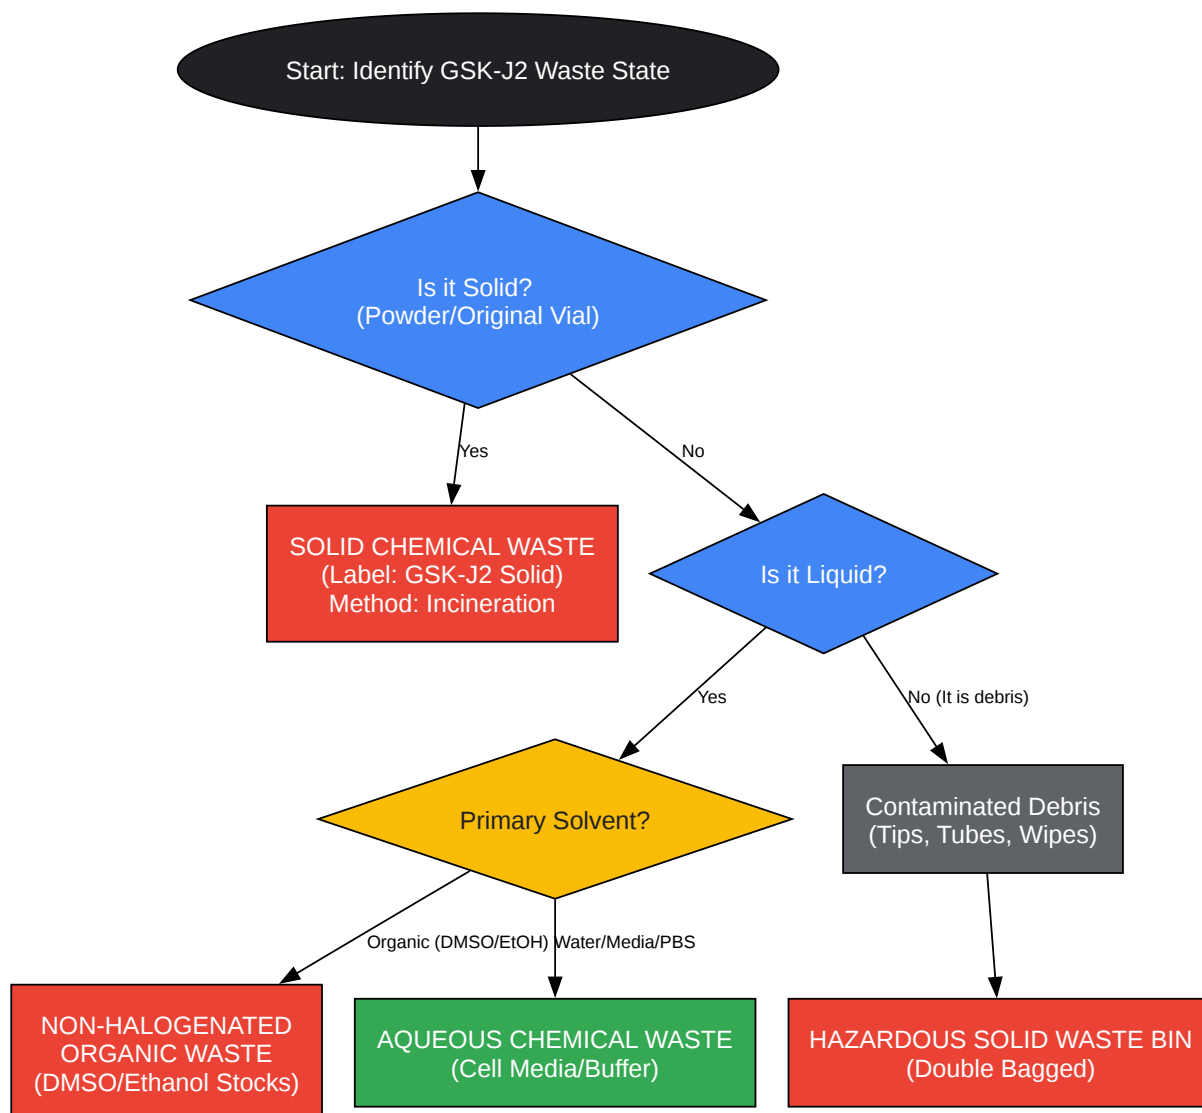 Start: Identify GSK-J2 Waste State
Is it Solid?
(Powder/Original Vial)
Yes
No
SOLID CHEMICAL WASTE
(Label: GSK-J2 Solid)
Method: Incineration
Is it Liquid?
Yes
No (It is debris)
Primary Solvent?
Contaminated Debris
(Tips, Tubes, Wipes)
Organic (DMSO/EtOH)
Water/Media/PBS
NON-HALOGENATED
ORGANIC WASTE
(DMSO/Ethanol Stocks)
AQUEOUS CHEMICAL WASTE
(Cell Media/Buffer)
HAZARDOUS SOLID WASTE BIN
(Double Bagged)